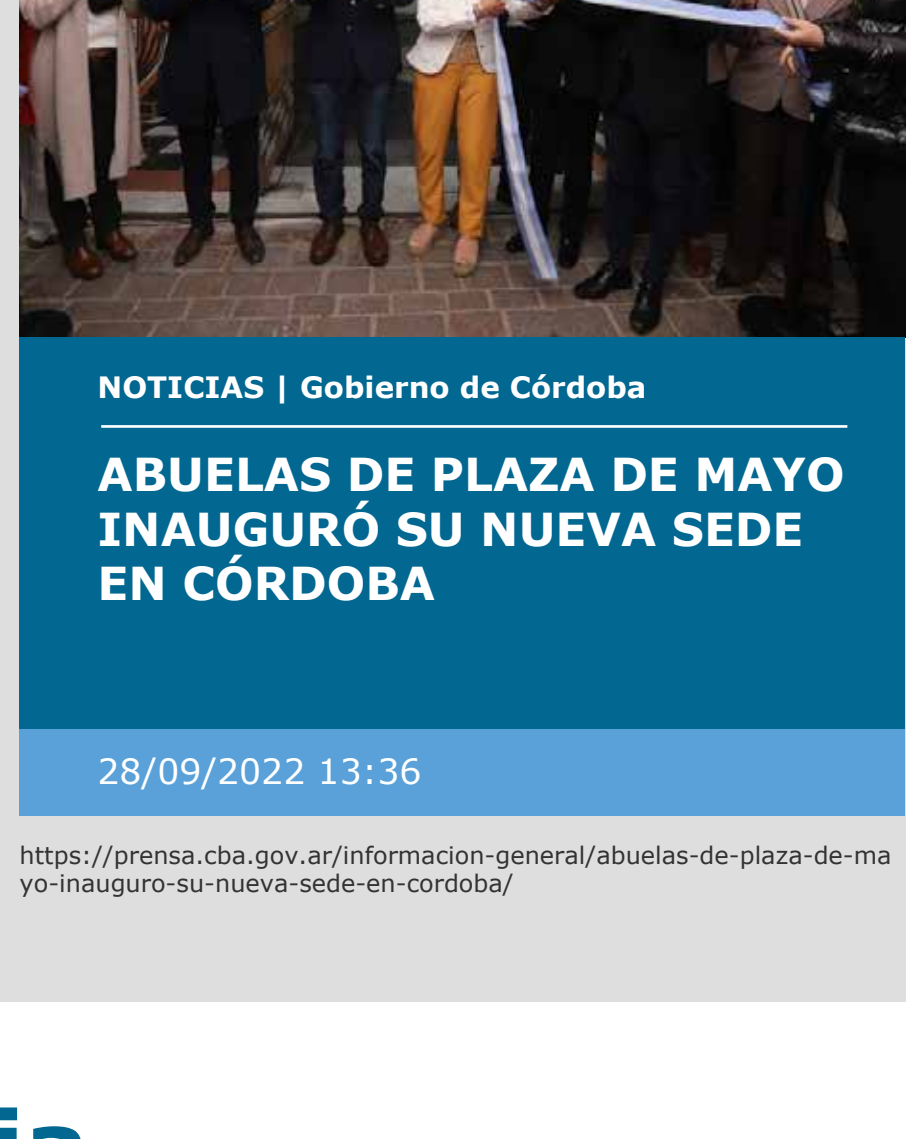 NOTICIAS | Gobierno de Córdoba
ABUELAS DE PLAZA DE MAYO
INAUGURÓ SU NUEVA SEDE
EN CÓRDOBA
28/09/2022 13:36
https://prensa.cba.gov.ar/informacion-general/abuelas-de-plaza-de-ma
yo-inauguro-su-nueva-sede-en-cordoba/